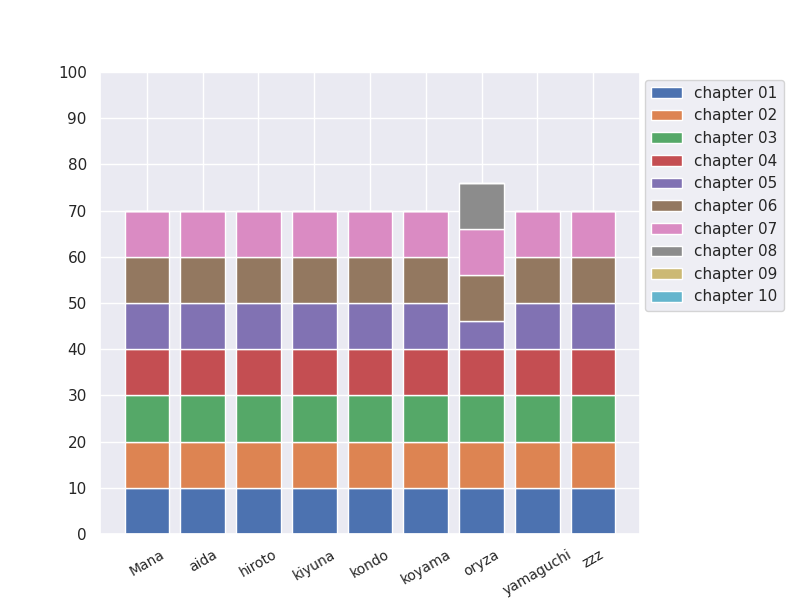 100
90
80
70
60
50
40
30
20
10
0
Mana
aida
hiroto
kiyuna
kondo
koyama
oryza
yamaguchi
zzz
chapter 01
chapter 02
chapter 03
chapter 04
chapter 05
chapter 06
chapter 07
chapter 08
chapter 09
chapter 10